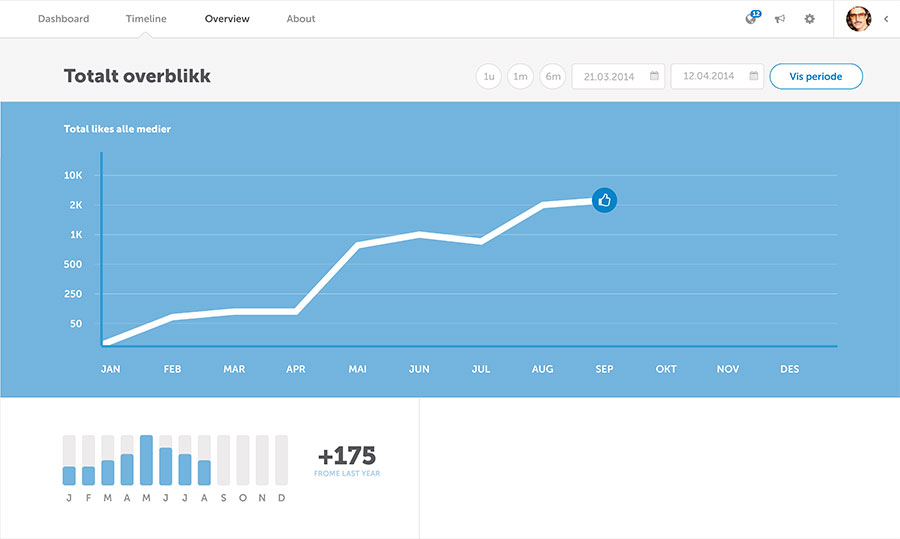 Dashboard Timeline Overview About 12
Totalt overblikk 1u 1m 6m 21.03.2014 12.04.2014 Vis periode
Total likes alle medier
10K
2K
1K
500
250
50
JAN FEB MAR APR MAI JUN JUL AUG SEP OKT NOV DES
+175
FROME LAST YEAR
J F M A M J J A S O N D